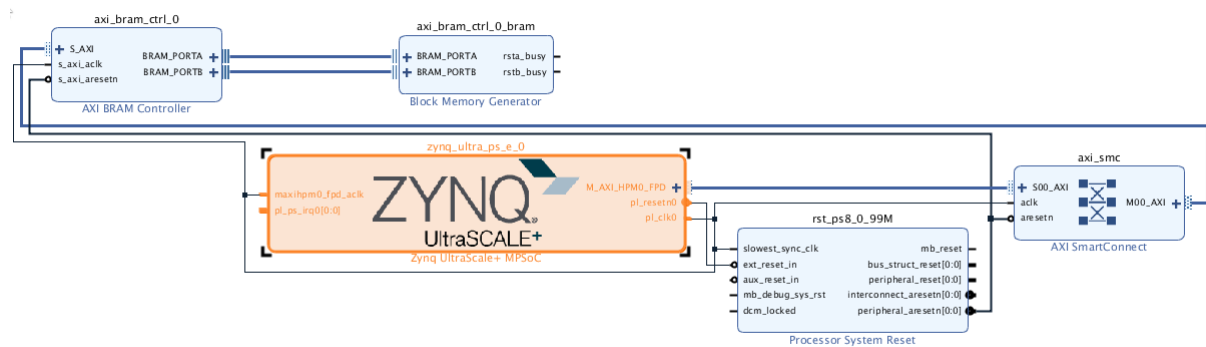 axi_bram_ctrl_0
S_AXI
s_axi_aclk
s_axi_aresetn
BRAM_PORTA
BRAM_PORTB
AXI BRAM Controller
axi_bram_ctrl_0_bram
BRAM_PORTA
BRAM_PORTB
rsta_busy
rstb_busy
Block Memory Generator
zynq_ultra_ps_e_0
maxihpm0_fpd_aclk
pl_ps_irq0[0:0]
ZYNQ
UltraSCALE+
M_AXI_HPM0_FPD
pl_resetn0
pl_clk0
Zynq UltraScale+ MPSoC
rst_ps8_0_99M
slowest_sync_clk
ext_reset_in
aux_reset_in
mb_debug_sys_rst
dcm_locked
mb_reset
bus_struct_reset[0:0]
peripheral_reset[0:0]
interconnect_aresetn[0:0]
peripheral_aresetn[0:0]
Processor System Reset
axi_smc
S00_AXI
aclk
aresetn
M00_AXI
AXI SmartConnect